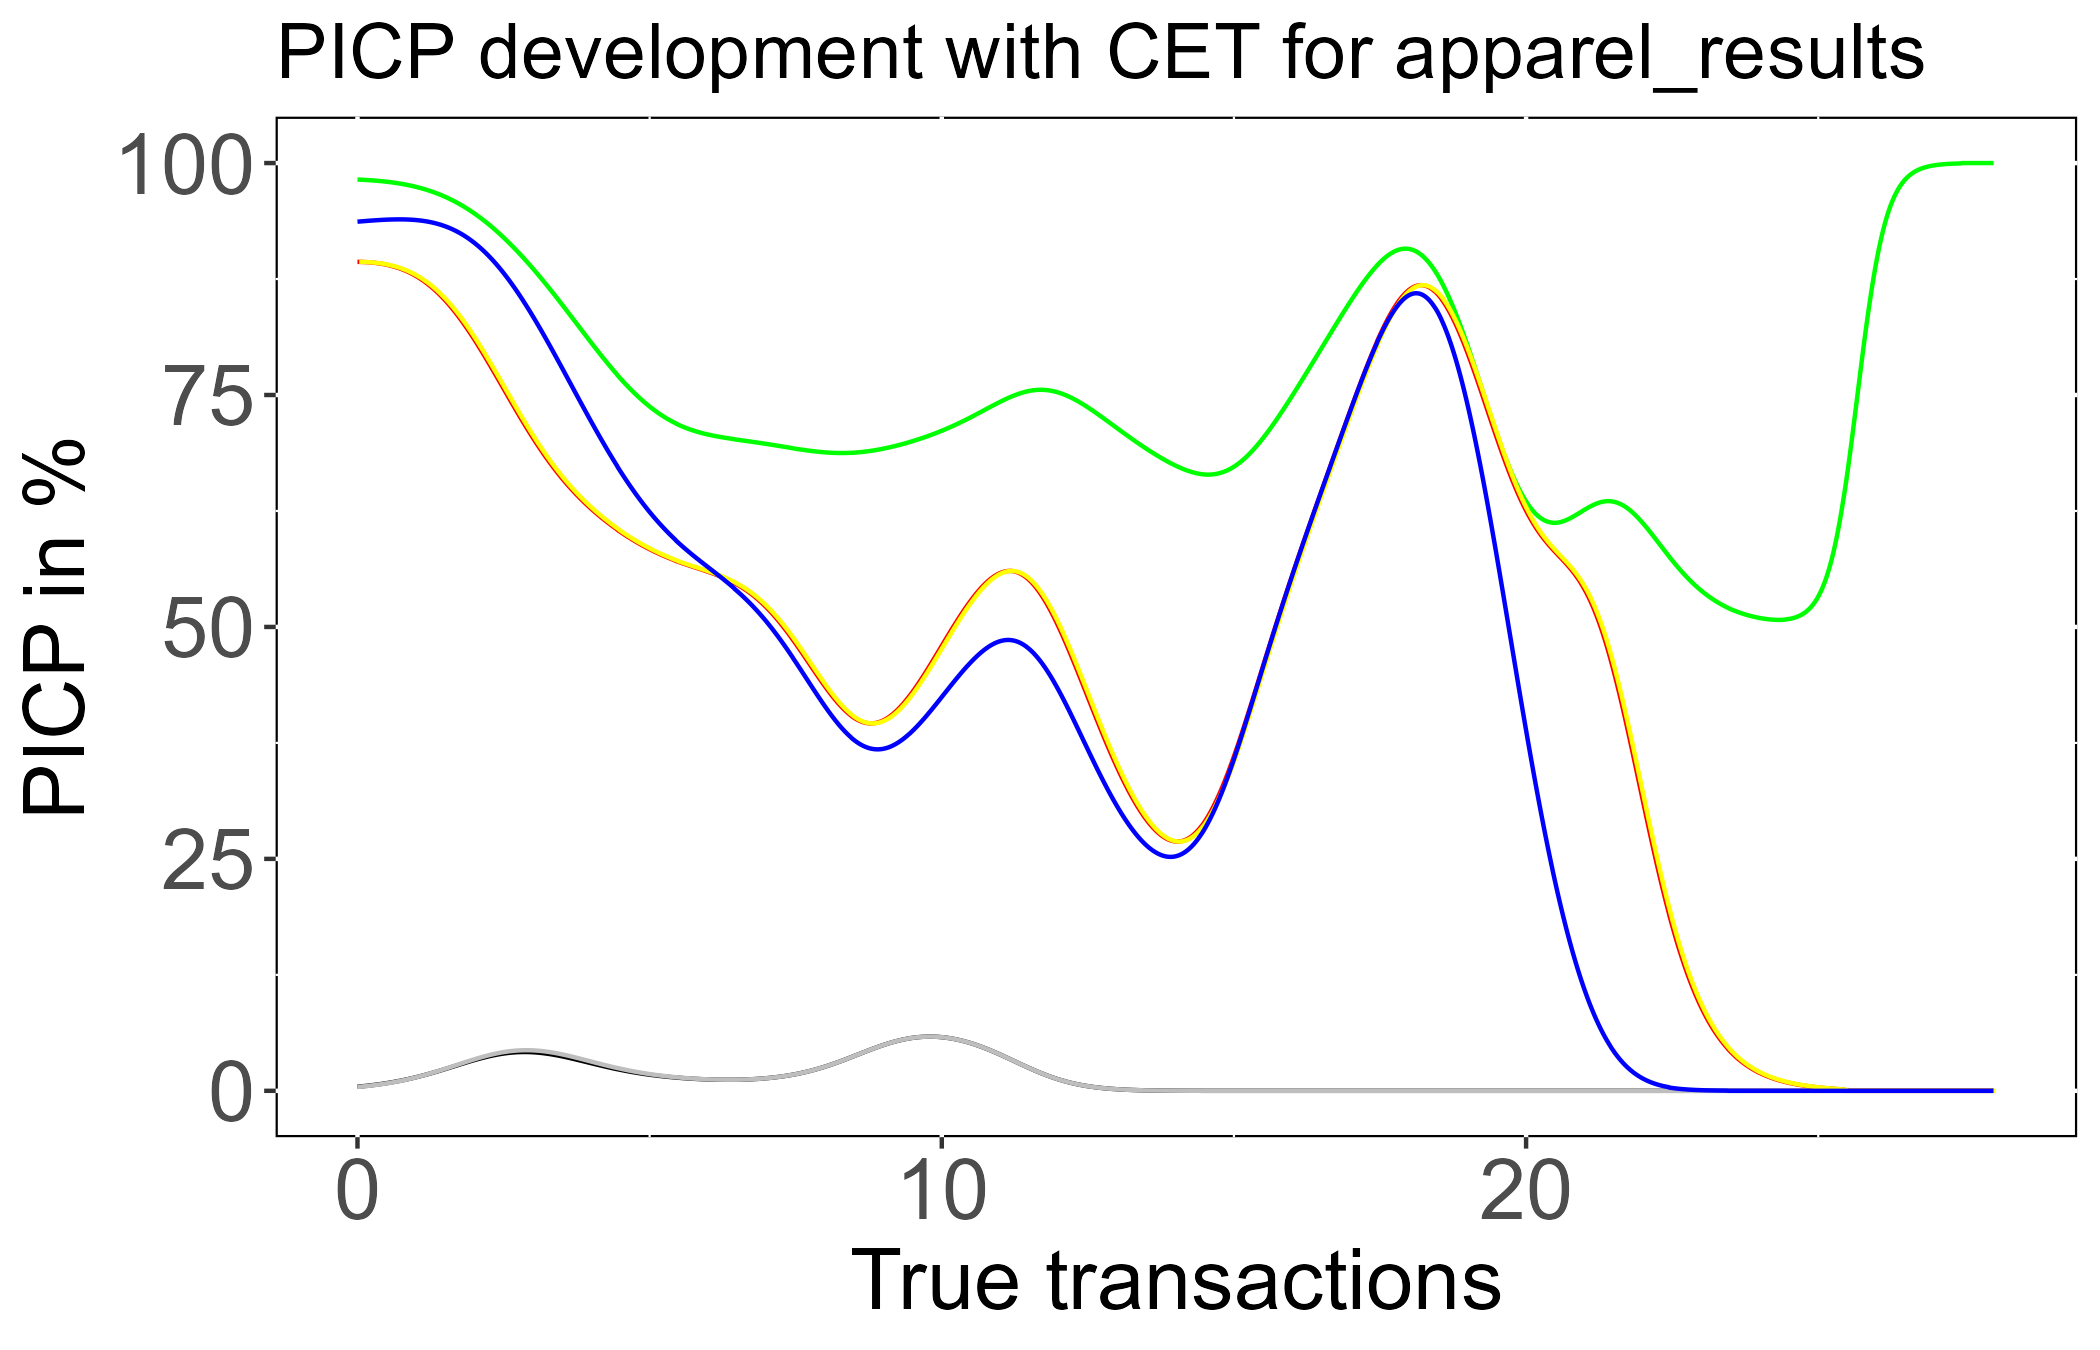 PICP development with CET for apparel_results
PICP in %
100
75
50
25
0
0 10 20
True transactions